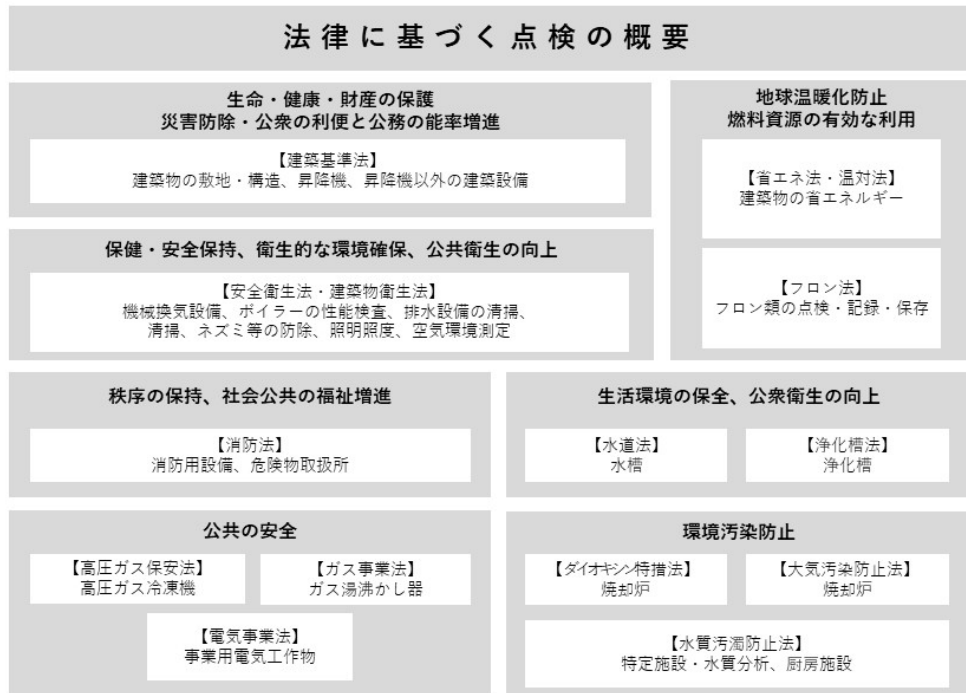 法律に基づく点検の概要
生命・健康・財産の保護
災害防除・公衆の利便と公務の能率増進
【建築基準法】
建築物の敷地・構造、昇降機、昇降機以外の建築設備
地球温暖化防止
燃料資源の有効な利用
【省エネ法・温対法】
建築物の省エネルギー
【フロン法】
フロン類の点検・記録・保存
保健・安全保持、衛生的な環境確保、公共衛生の向上
【安全衛生法・建築物衛生法】
機械換気設備、ボイラーの性能検査、排水設備の清掃、
清掃、ネズミ等の防除、照明照度、空気環境測定
秩序の保持、社会公共の福祉増進
【消防法】
消防用設備、危険物取扱所
生活環境の保全、公衆衛生の向上
【水道法】
水槽
【浄化槽法】
浄化槽
公共の安全
【高圧ガス保安法】
高圧ガス冷凍機
【ガス事業法】
ガス湯沸かし器
【電気事業法】
事業用電気工作物
環境汚染防止
【ダイオキシン特措法】
焼却炉
【大気汚染防止法】
焼却炉
【水質汚濁防止法】
特定施設・水質分析、厨房施設